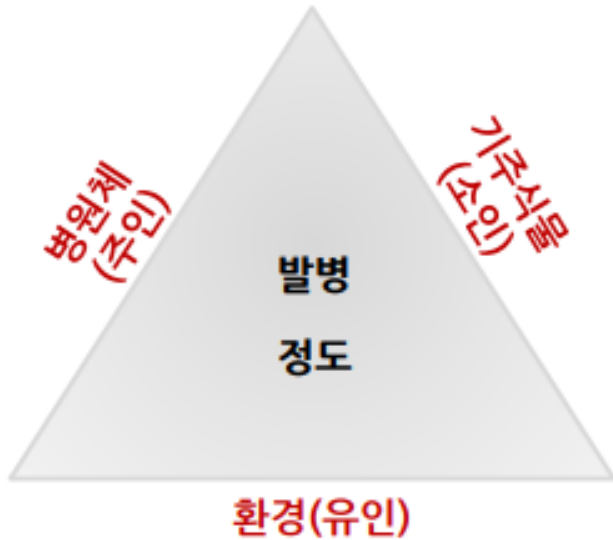 병원체
(주인)
기주식물
(소인)
발병
정도
환경(유인)